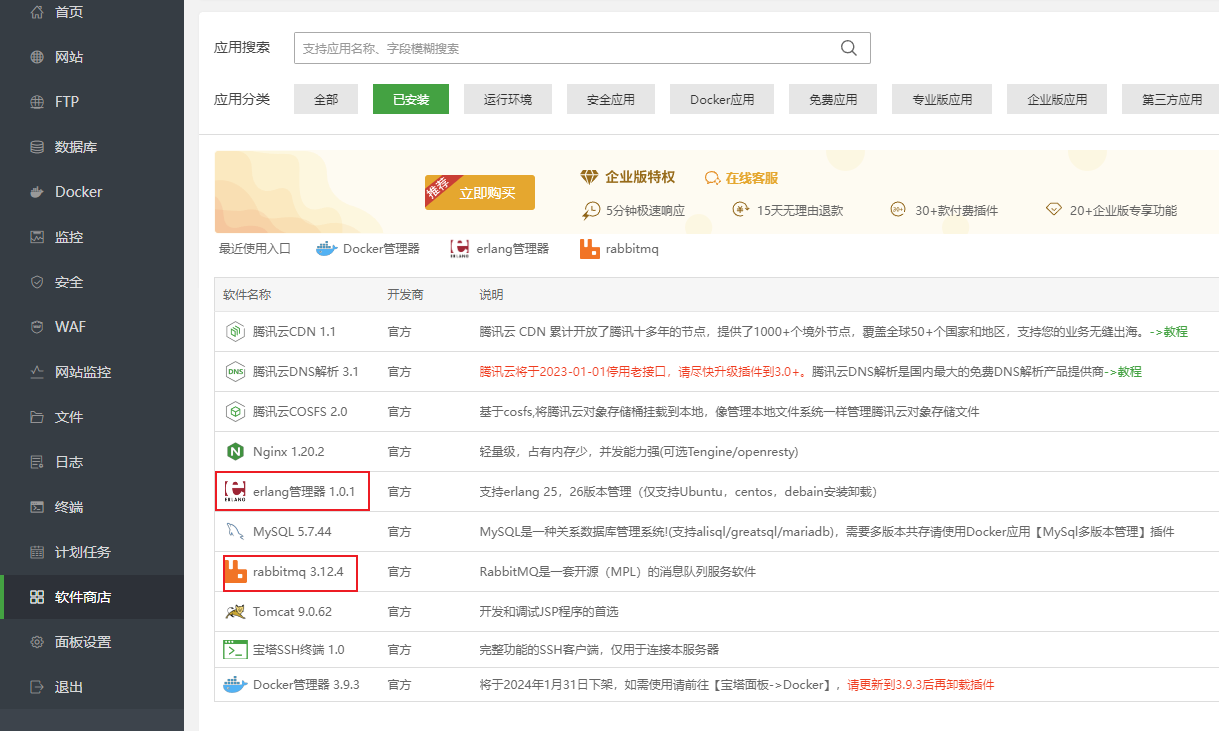 首页
网站
FTP
数据库
Docker
监控
安全
WAF
网站监控
文件
日志
终端
计划任务
软件商店
面板设置
退出
应用搜索 支持应用名称、字段模糊搜索
应用分类 全部 已安装 运行环境 安全应用 Docker应用 免费应用 专业版应用 企业版应用 第三方应用
推荐 立即购买 企业版特权 在线客服
5分钟极速响应 15天无理由退款 30+款付费插件 20+企业版专享功能
最近使用入口 Docker管理器 erlang管理器 rabbitmq
软件名称 开发商 说明
腾讯云CDN 1.1 官方 腾讯云 CDN 累计开放了腾讯十多年的节点，提供了1000+个境外节点，覆盖全球50+个国家和地区，支持您的业务无缝出海。->教程
DNS 腾讯云DNS解析 3.1 官方 腾讯云将于2023-01-01停用老接口，请尽快升级插件到3.0+。腾讯云DNS解析是国内最大的免费DNS解析产品提供商->教程
腾讯云COSFS 2.0 官方 基于cosfs,将腾讯云对象存储桶挂载到本地，像管理本地文件系统一样管理腾讯云对象存储文件
Nginx 1.20.2 官方 轻量级，占有内存少，并发能力强(可选Tengine/openresty)
ERLANG erlang管理器 1.0.1 官方 支持erlang 25，26版本管理（仅支持Ubuntu，centos，debain安装卸载）
MySQL 5.7.44 官方 MySQL是一种关系数据库管理系统!(支持alisql/greatsql/mariadb)，需要多版本共存请使用Docker应用【MySql多版本管理】插件
rabbitmq 3.12.4 官方 RabbitMQ是一套开源（MPL）的消息队列服务软件
Tomcat 9.0.62 官方 开发和调试JSP程序的首选
宝塔SSH终端 1.0 官方 完整功能的SSH客户端，仅用于连接本服务器
Docker管理器 3.9.3 官方 将于2024年1月31日下架，如需使用请前往【宝塔面板->Docker】，请更新到3.9.3后再卸载插件